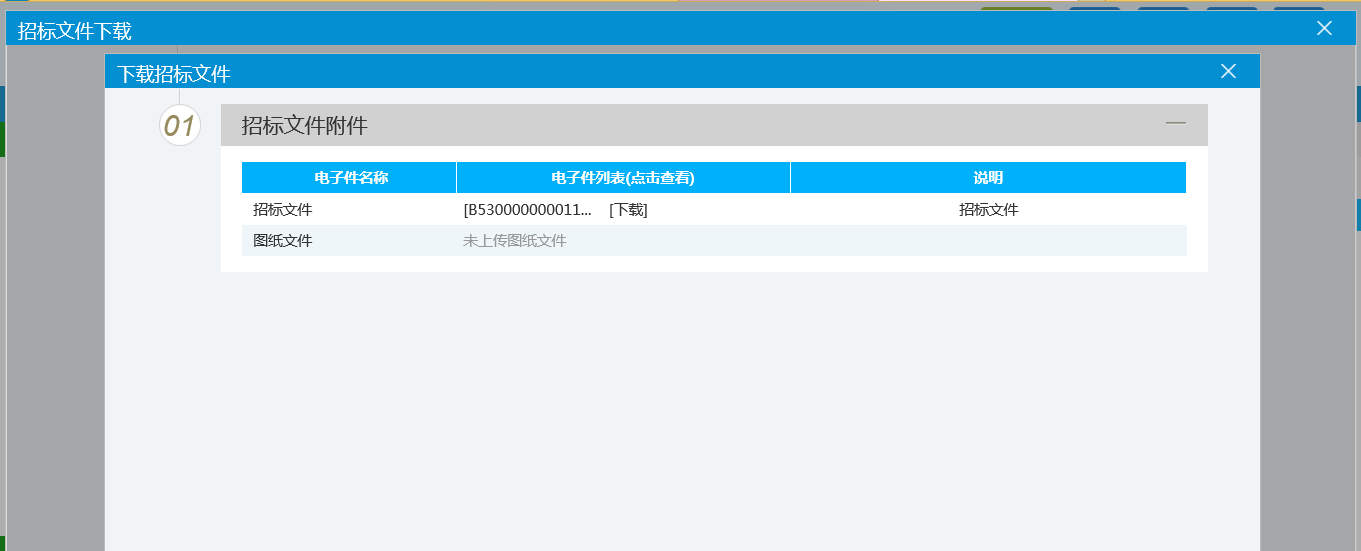 招标文件下载
下载招标文件
01 招标文件附件
电子件名称 电子件列表(点击查看) 说明
招标文件 [B530000000011... [下载] 招标文件
图纸文件 未上传图纸文件